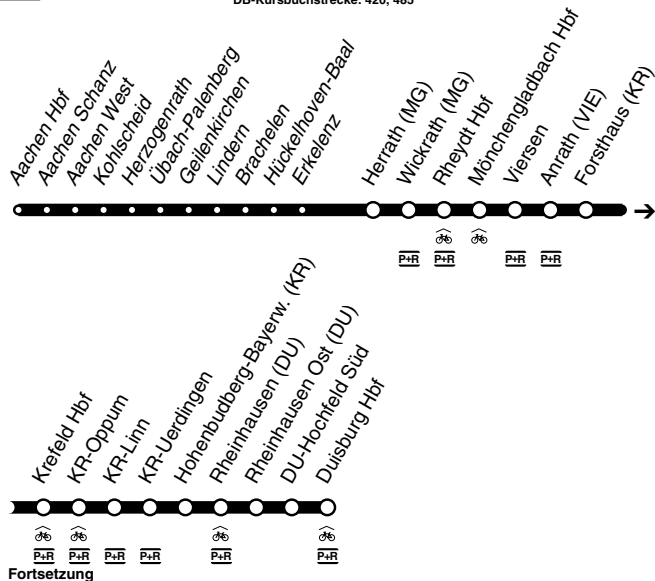 DB-Kursbuchstrecke: 420, 485
Aachen Hbf
Aachen Schanz
Aachen West
Kohlscheid
Herzogenrath
Übach-Palenberg
Geilenkirchen
Lindern
Brachelen
Hückelhoven-Baal
Erkelenz
Herrath (MG)
Wickrath (MG)
Rheydt Hbf
Mönchengladbach Hbf
Viersen
Anrath (VIE)
Forsthaus (KR)
P+R P+R P+R P+R
Krefeld Hbf
KR-Oppum
KR-Linn
KR-Uerdingen
Hohenbudberg-Bayerw. (KR)
Rheinhausen (DU)
Rheinhausen Ost (DU)
DU-Hochfeld Süd
Duisburg Hbf
P+R P+R P+R P+R P+R P+R
Fortsetzung